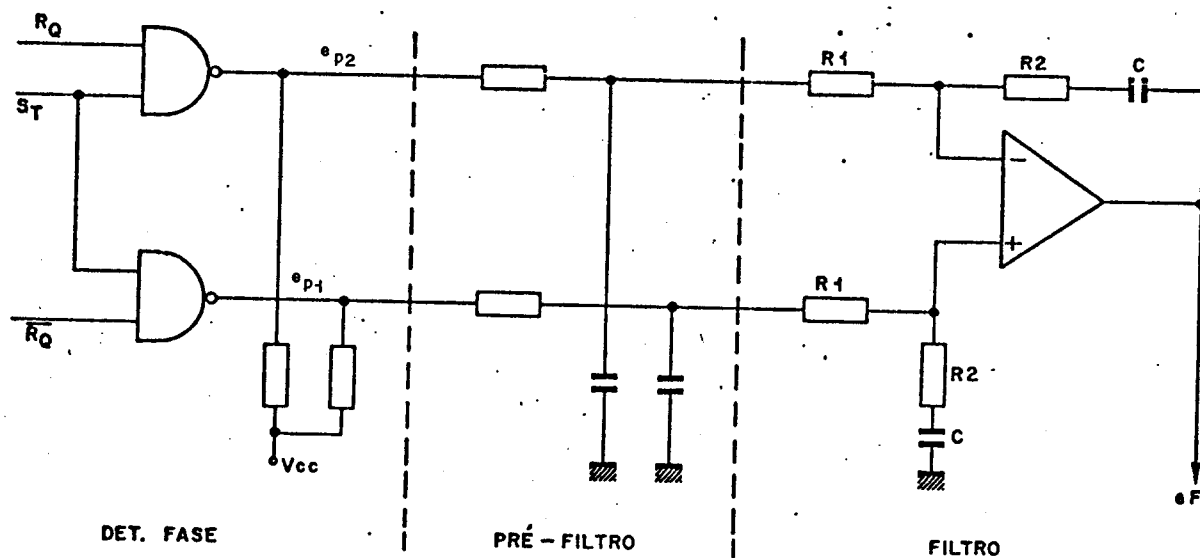 R_Q
e_p2
R1
R2
C
S_T
-
+
e_p1
R1
R̅_Q̅
R2
C
Vcc
eF
DET. FASE
PRÉ-FILTRO
FILTRO